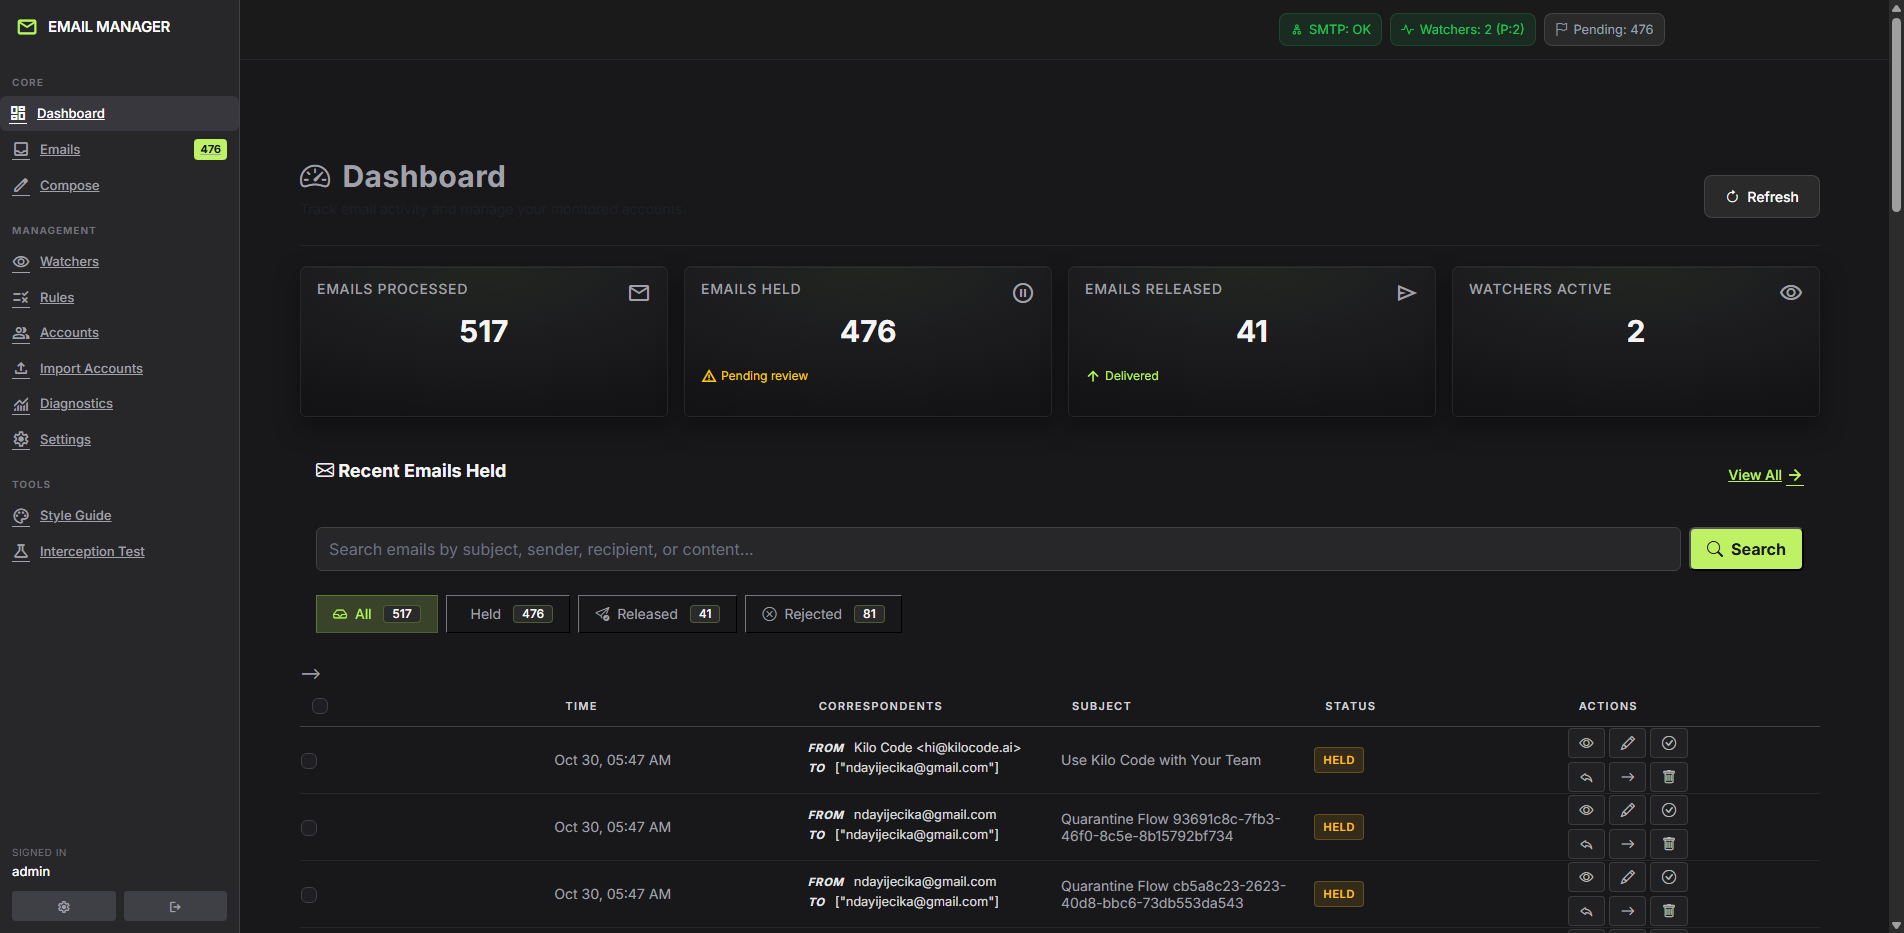 EMAIL MANAGER
SMTP: OK
Watchers: 2 (P:2)
Pending: 476
CORE
Dashboard
Emails
476
Compose
MANAGEMENT
Watchers
Rules
Accounts
Import Accounts
Diagnostics
Settings
TOOLS
Style Guide
Interception Test
SIGNED IN
admin
Dashboard
Track email activity and manage your monitored accounts.
Refresh
EMAILS PROCESSED
517
EMAILS HELD
476
Pending review
EMAILS RELEASED
41
Delivered
WATCHERS ACTIVE
2
Recent Emails Held
View All
Search emails by subject, sender, recipient, or content...
Search
All 517
Held 476
Released 41
Rejected 81
TIME CORRESPONDENTS SUBJECT STATUS ACTIONS
Oct 30, 05:47 AM
FROM Kilo Code <hi@kilocode.ai>
TO ["ndayijecika@gmail.com"]
Use Kilo Code with Your Team
HELD
Oct 30, 05:47 AM
FROM ndayijecika@gmail.com
TO ["ndayijecika@gmail.com"]
Quarantine Flow 93691c8c-7fb3-
46f0-8c5e-8b15792bf734
HELD
Oct 30, 05:47 AM
FROM ndayijecika@gmail.com
TO ["ndayijecika@gmail.com"]
Quarantine Flow cb5a8c23-2623-
40d8-bbc6-73db553da543
HELD